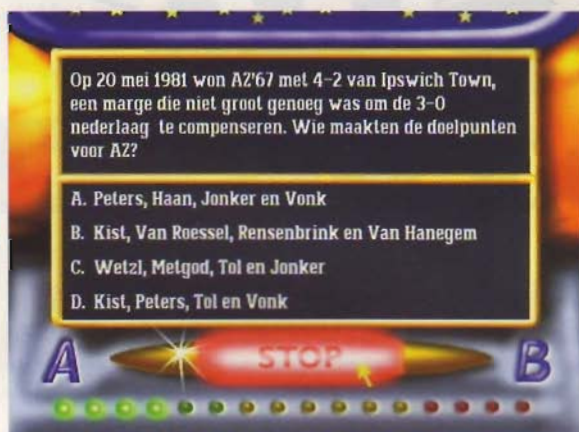 Op 20 mei 1981 won AZ'67 met 4-2 van Ipswich Town,
een marge die niet groot genoeg was om de 3-0
nederlaag te compenseren. Wie maakten de doelpunten
voor AZ?
A. Peters, Haan, Jonker en Vonk
B. Kist, Van Roessel, Rensenbrink en Van Hanegem
C. Wetzl, Metgod, Tol en Jonker
D. Kist, Peters, Tol en Vonk
A STOP B